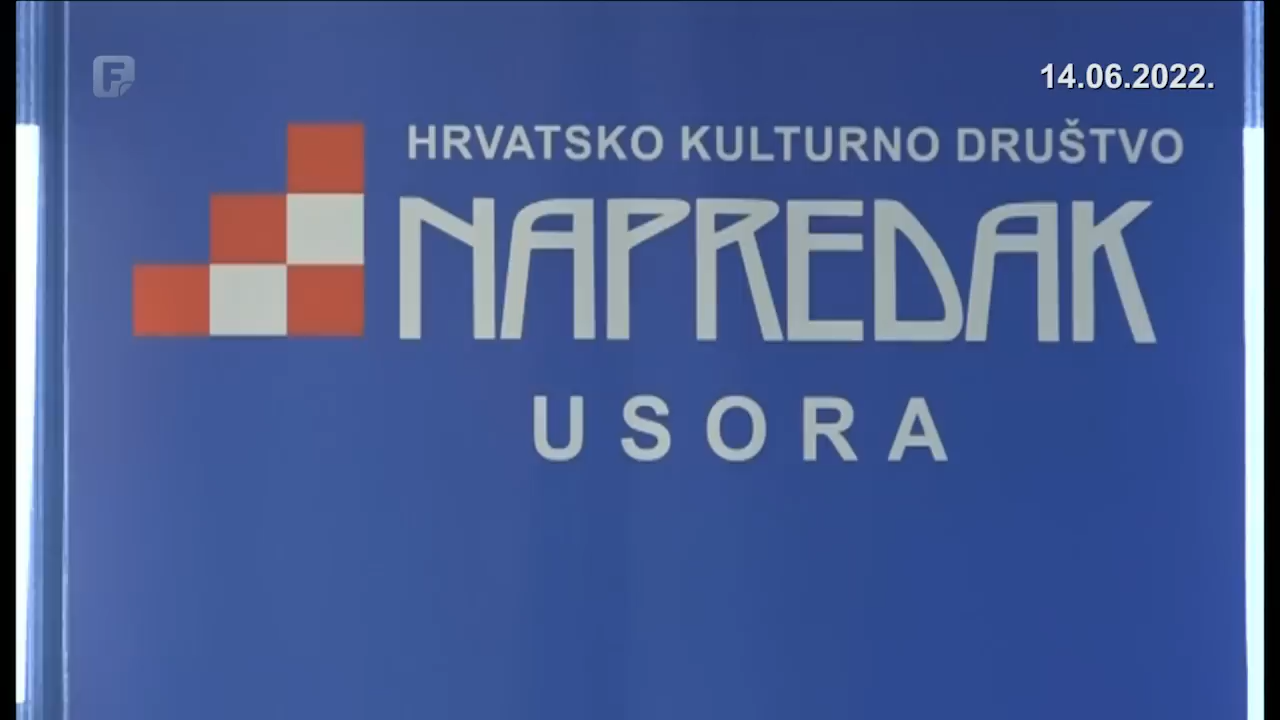 F
14.06.2022.
HRVATSKO KULTURNO DRUŠTVO
NAPREDAK
USORA